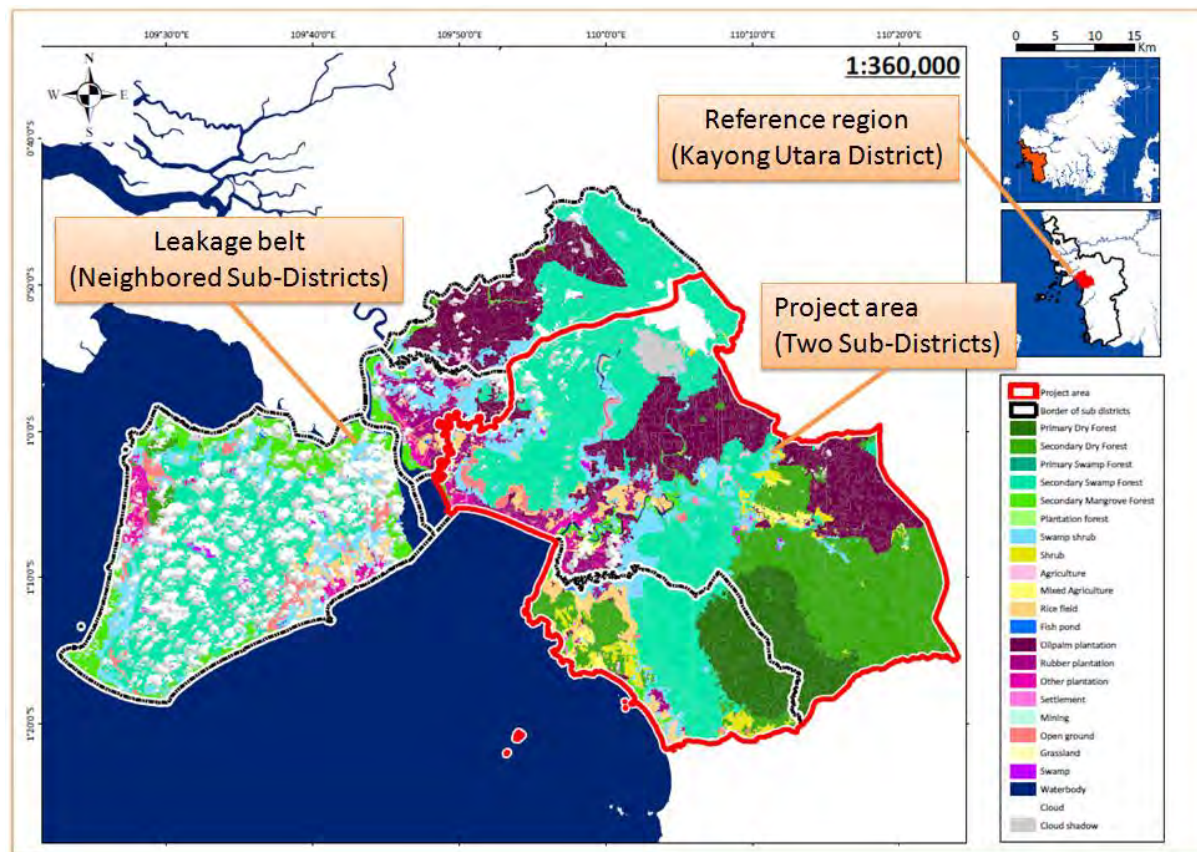 109°30'0"E
109°40'0"E
109°50'0"E
110°0'0"E
110°10'0"E
110°20'0"E
0 5 10 15
Km
N
W E
S
1:360,000
Reference region
(Kayong Utara District)
Leakage belt
(Neighbored Sub-Districts)
Project area
(Two Sub-Districts)
0°40'0"S
0°50'0"S
1°0'0"S
1°10'0"S
1°20'0"S
Project area
Border of sub districts
Primary Dry Forest
Secondary Dry Forest
Primary Swamp Forest
Secondary Swamp Forest
Secondary Mangrove Forest
Plantation forest
Swamp shrub
Shrub
Agriculture
Mixed Agriculture
Rice field
Fish pond
Oilpalm plantation
Rubber plantation
Other plantation
Settlement
Mining
Open ground
Grassland
Swamp
Waterbody
Cloud
Cloud shadow